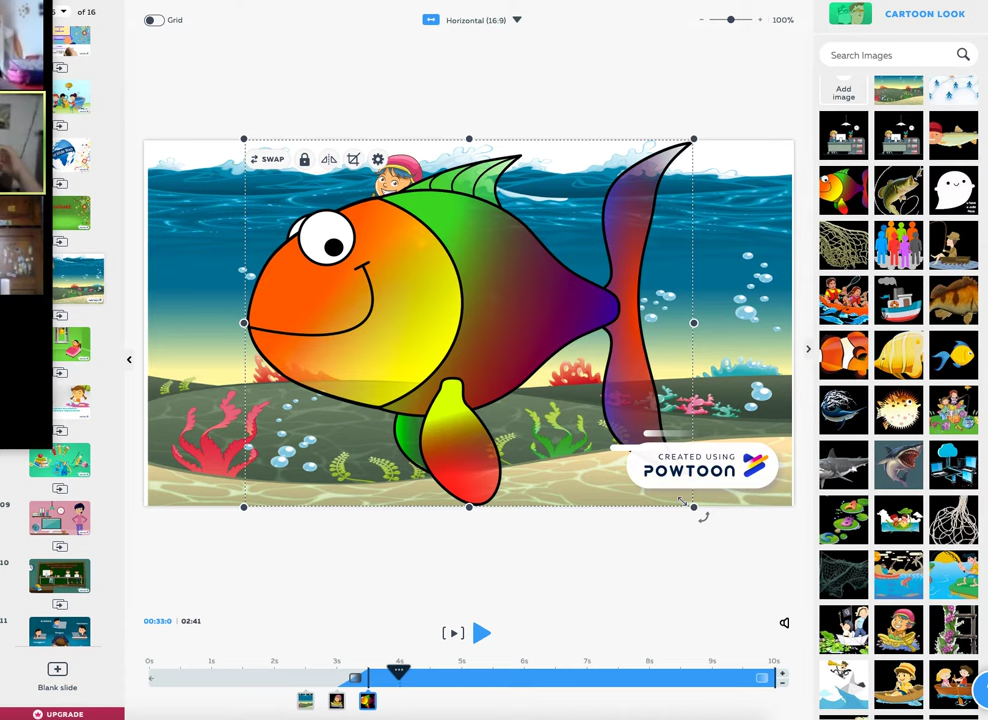 of 16
Grid
Horizontal (16:9)
− + 100%
CARTOON LOOK
Search Images
Add
image
SWAP
CREATED USING
POWTOON
09
10
11
00:33:0 | 02:41
0s 1s 2s 3s 4s 5s 6s 7s 8s 9s 10s
Blank slide
UPGRADE